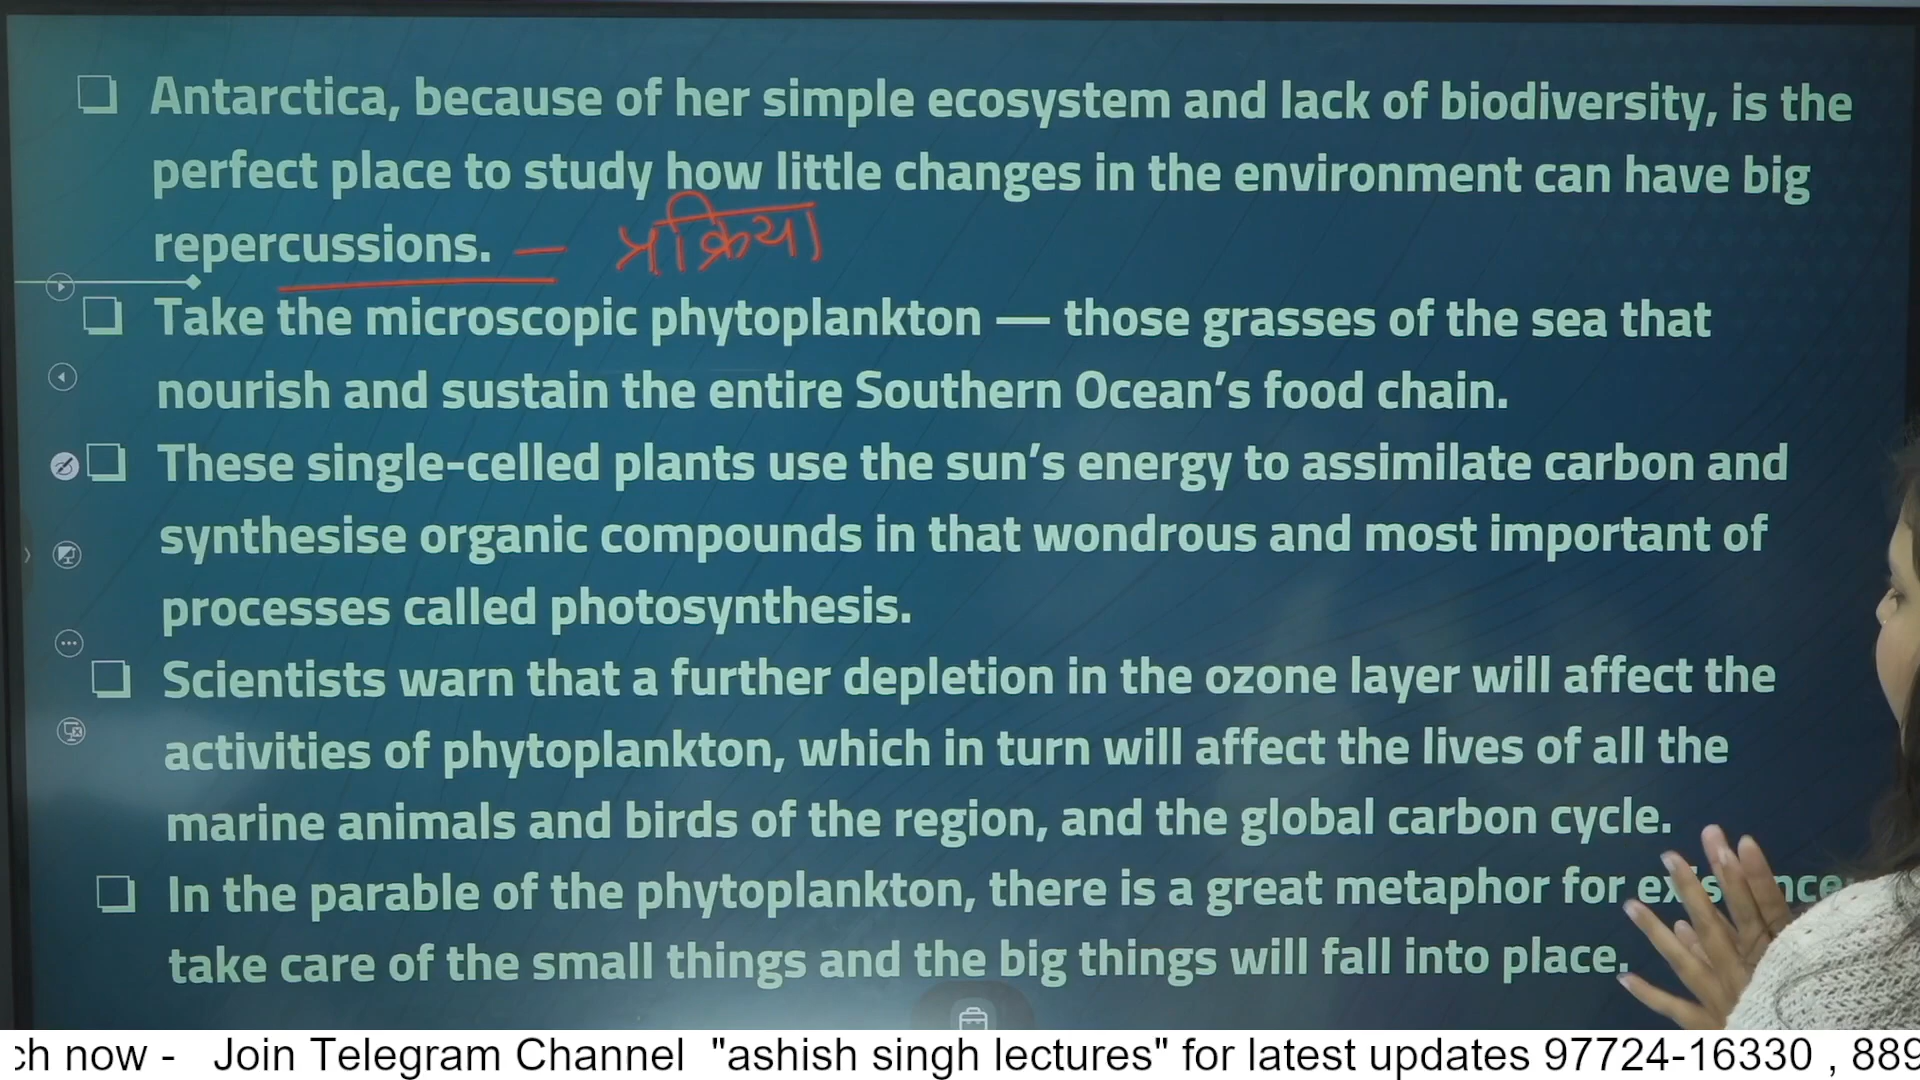 Antarctica, because of her simple ecosystem and lack of biodiversity, is the
perfect place to study how little changes in the environment can have big
repercussions. — प्रक्रिया
Take the microscopic phytoplankton — those grasses of the sea that
nourish and sustain the entire Southern Ocean's food chain.
These single-celled plants use the sun's energy to assimilate carbon and
synthesise organic compounds in that wondrous and most important of
processes called photosynthesis.
Scientists warn that a further depletion in the ozone layer will affect the
activities of phytoplankton, which in turn will affect the lives of all the
marine animals and birds of the region, and the global carbon cycle.
In the parable of the phytoplankton, there is a great metaphor for
take care of the small things and the big things will fall into place.
ch now - Join Telegram Channel "ashish singh lectures" for latest updates 97724-16330 , 889